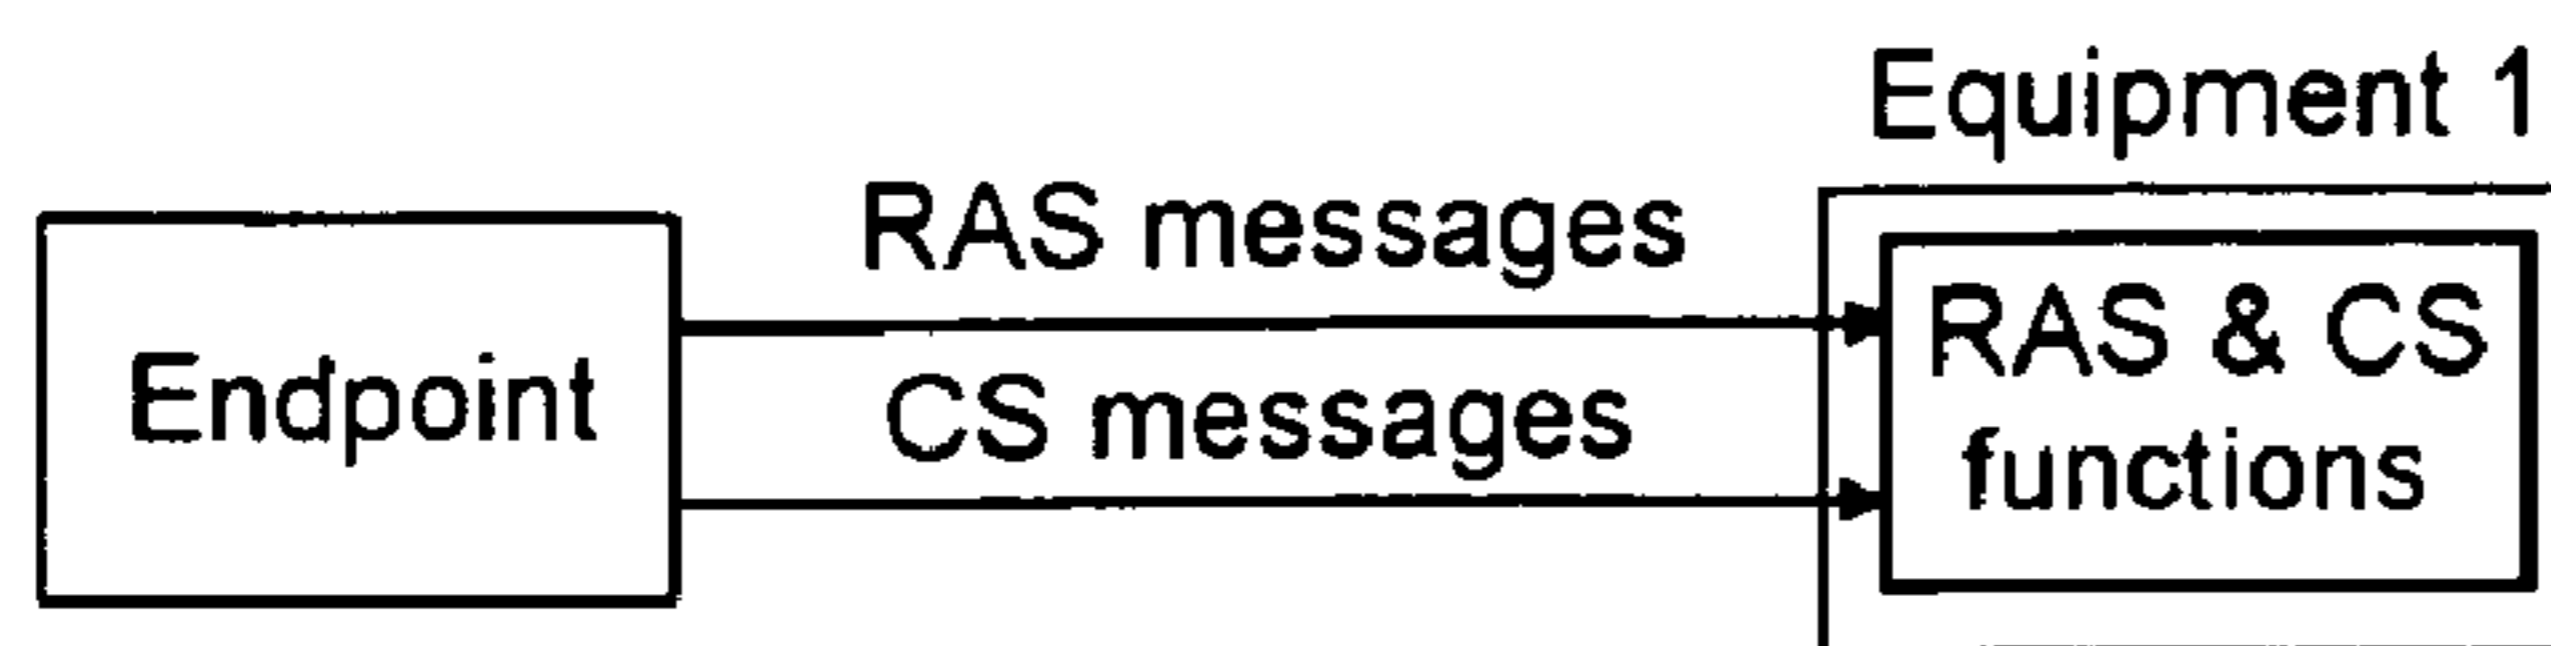 Equipment 1
RAS messages
Endpoint
CS messages
RAS & CS
functions